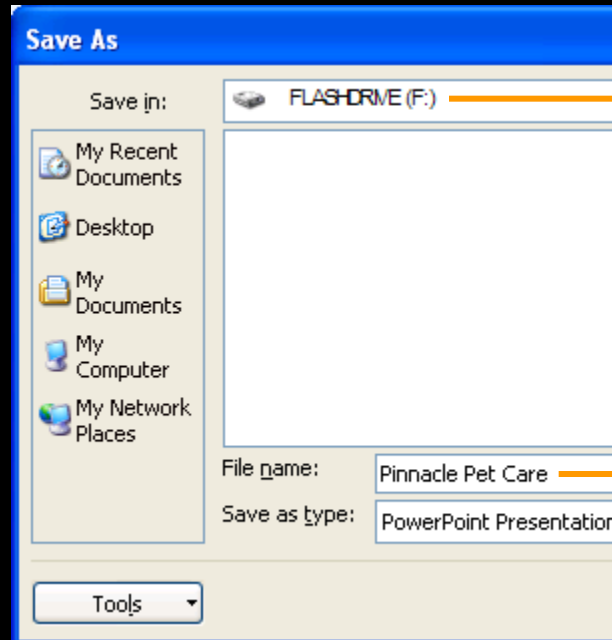 Save As
Save in:
FLASHDRIVE (F:)
My Recent
Documents
Desktop
My
Documents
My
Computer
My Network
Places
File name:
Pinnacle Pet Care
Save as type:
PowerPoint Presentation
Tools